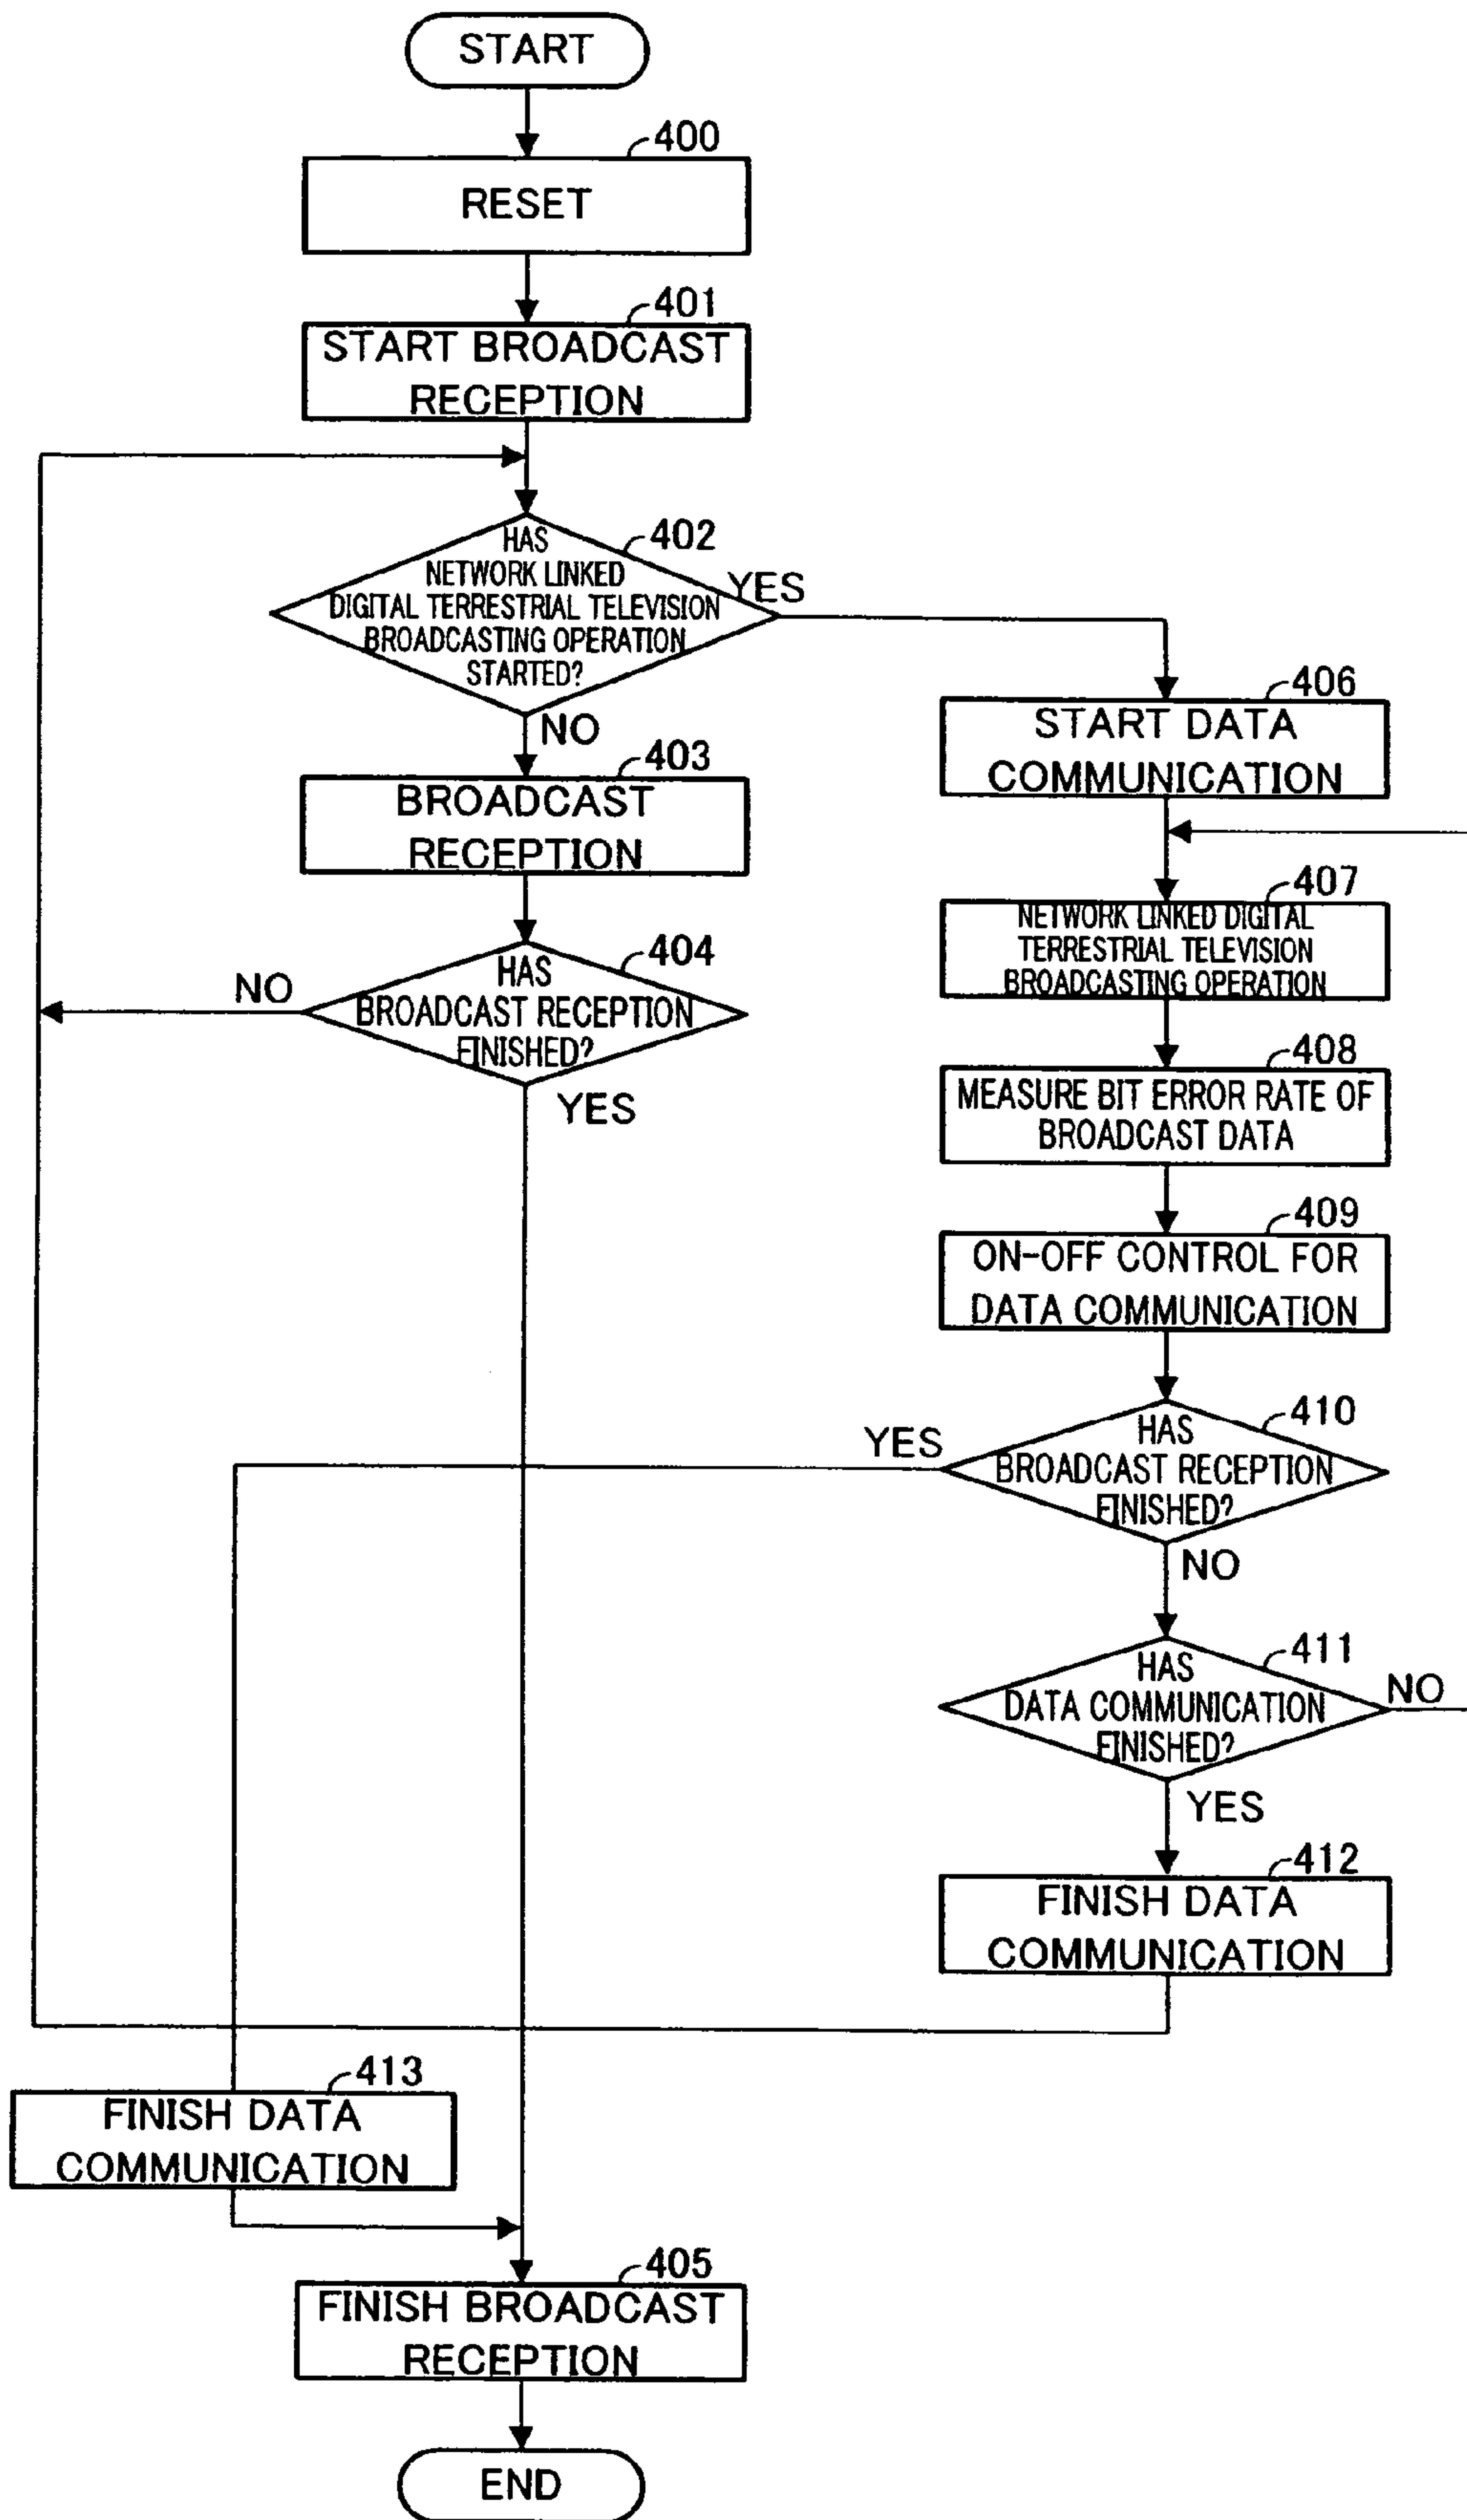 START
400
RESET
401
START BROADCAST
RECEPTION
402
HAS
NETWORK LINKED
DIGITAL TERRESTRIAL TELEVISION
BROADCASTING OPERATION
STARTED?
YES
NO
403
BROADCAST
RECEPTION
404
HAS
BROADCAST RECEPTION
FINISHED?
NO
YES
406
START DATA
COMMUNICATION
407
NETWORK LINKED DIGITAL
TERRESTRIAL TELEVISION
BROADCASTING OPERATION
408
MEASURE BIT ERROR RATE OF
BROADCAST DATA
409
ON-OFF CONTROL FOR
DATA COMMUNICATION
410
HAS
BROADCAST RECEPTION
FINISHED?
YES
NO
411
HAS
DATA COMMUNICATION
FINISHED?
NO
YES
412
FINISH DATA
COMMUNICATION
413
FINISH DATA
COMMUNICATION
405
FINISH BROADCAST
RECEPTION
END